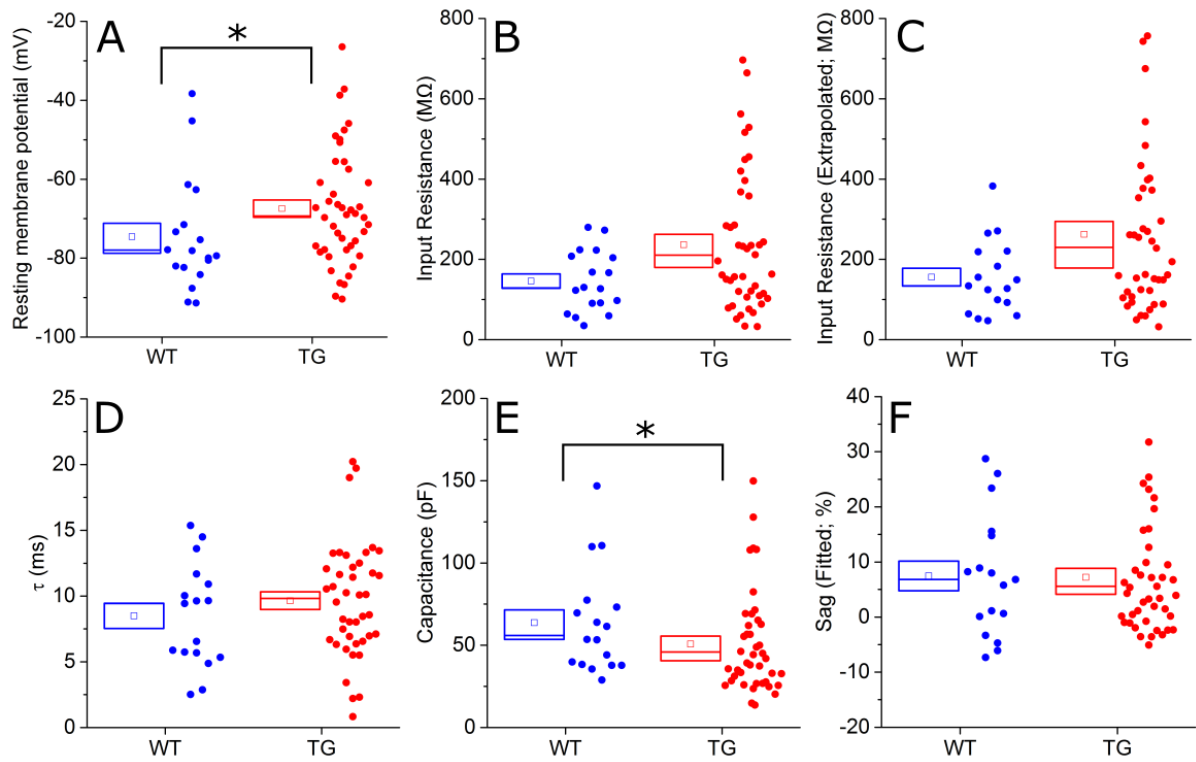 A
Resting membrane potential (mV)
-20
-40
-60
-80
-100
*
WT
TG
B
Input Resistance (MΩ)
800
600
400
200
0
WT
TG
C
Input Resistance (Extrapolated; MΩ)
800
600
400
200
0
WT
TG
D
τ (ms)
25
20
15
10
5
0
WT
TG
E
Capacitance (pF)
200
150
100
50
0
*
WT
TG
F
Sag (Fitted; %)
40
30
20
10
0
-10
-20
WT
TG